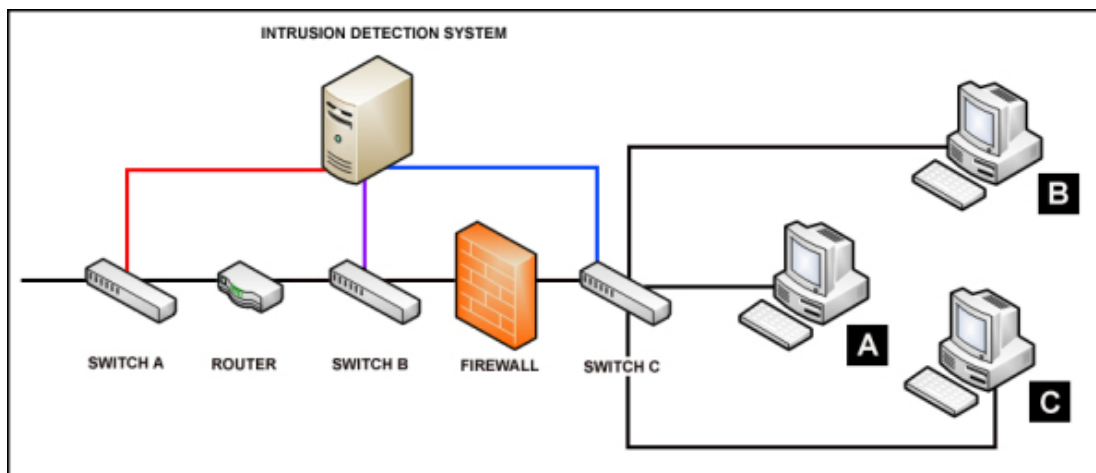 INTRUSION DETECTION SYSTEM
B
A
C
SWITCH A
ROUTER
SWITCH B
FIREWALL
SWITCH C